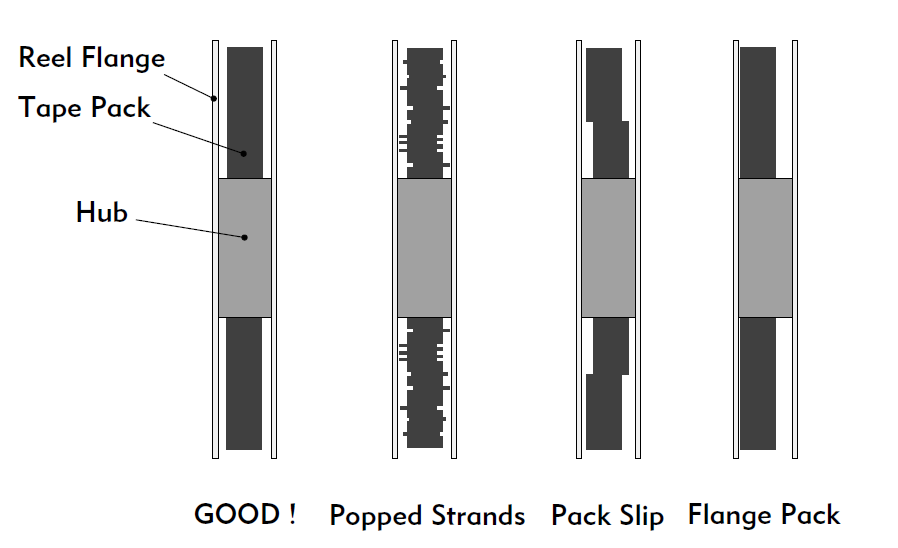 Reel Flange
Tape Pack
Hub
GOOD !
Popped Strands
Pack Slip
Flange Pack